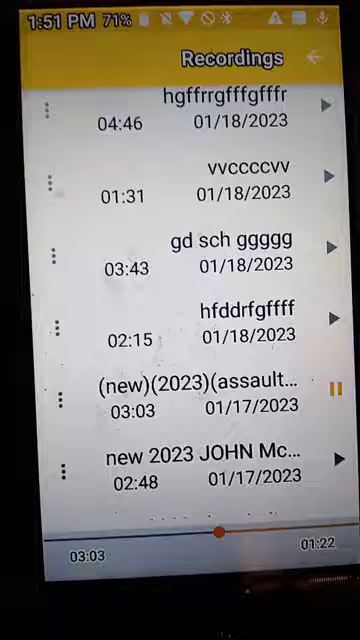 1:51 PM 71%
Recordings
hgffrrgfffgfffr
04:46 01/18/2023
vvccccvv
01:31 01/18/2023
gd sch ggggg
03:43 01/18/2023
hfddrfgffff
02:15 01/18/2023
(new)(2023)(assault...
03:03 01/17/2023
new 2023 JOHN Mc...
02:48 01/17/2023
03:03 01:22